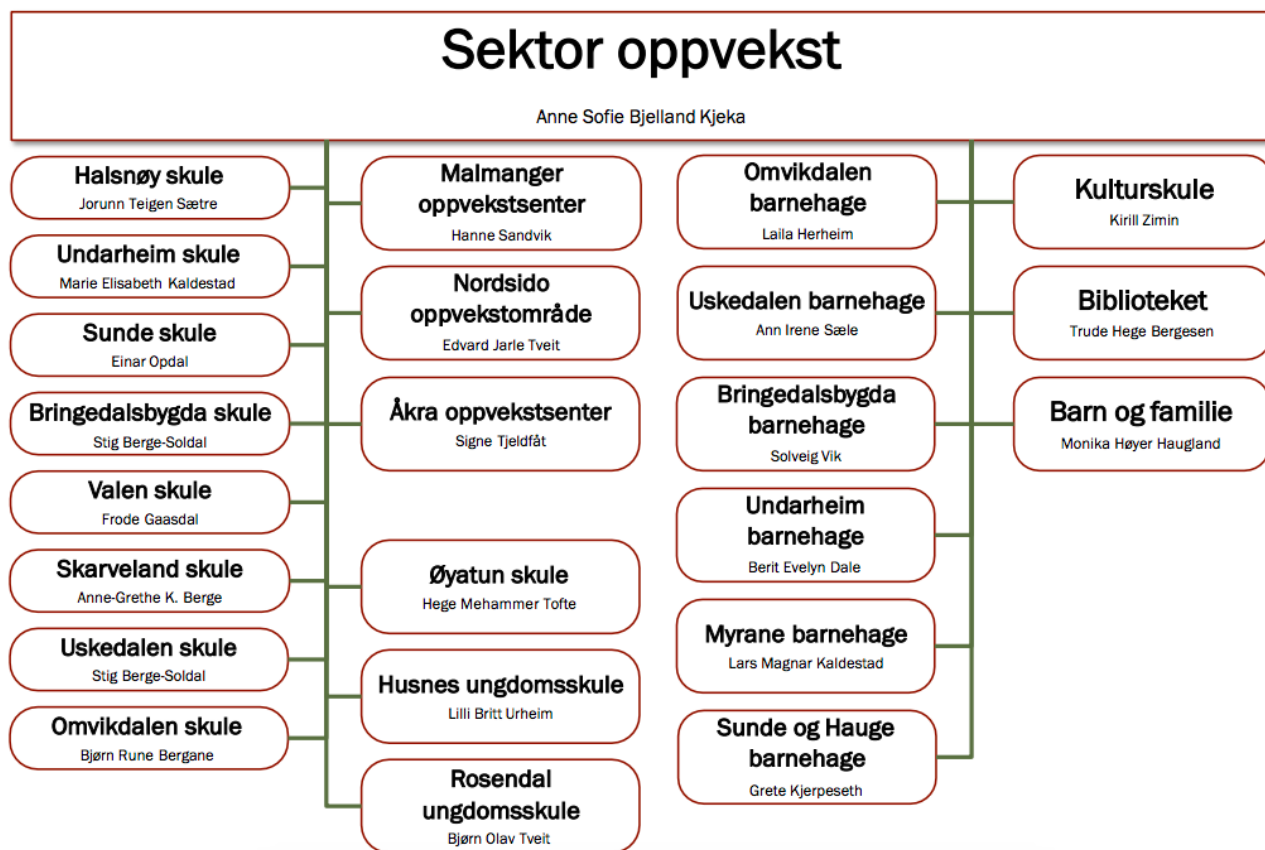 Sektor oppvekst
Anne Sofie Bjelland Kjeka
Halsnøy skule
Jorunn Teigen Sætre
Undarheim skule
Marie Elisabeth Kaldestad
Sunde skule
Einar Opdal
Bringedalsbygda skule
Stig Berge-Soldal
Valen skule
Frode Gaasdal
Skarveland skule
Anne-Grethe K. Berge
Uskedalen skule
Stig Berge-Soldal
Omvikdalen skule
Bjørn Rune Bergane
Malmanger
oppvekstsenter
Hanne Sandvik
Nordsido
oppvekstområde
Edvard Jarle Tveit
Åkra oppvekstsenter
Signe Tjeldfåt
Øyatun skule
Hege Mehammer Tofte
Husnes ungdomsskule
Lilli Britt Urheim
Rosendal
ungdomsskule
Bjørn Olav Tveit
Omvikdalen
barnehage
Laila Herheim
Uskedalen barnehage
Ann Irene Sæle
Bringedalsbygda
barnehage
Solveig Vik
Undarheim
barnehage
Berit Evelyn Dale
Myrane barnehage
Lars Magnar Kaldestad
Sunde og Hauge
barnehage
Grete Kjerpeseth
Kulturskule
Kirill Zimin
Biblioteket
Trude Hege Bergesen
Barn og familie
Monika Høyer Haugland